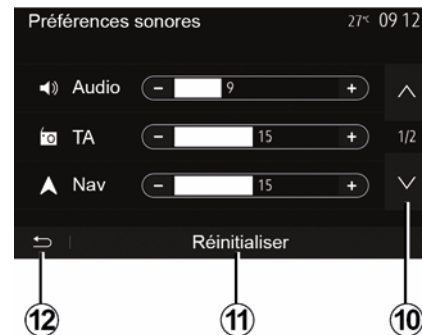 Préférences sonores 27°C 09 12
Audio - 9 +
TA - 15 + 1/2
Nav - 15 +
Réinitialiser
12 11 10